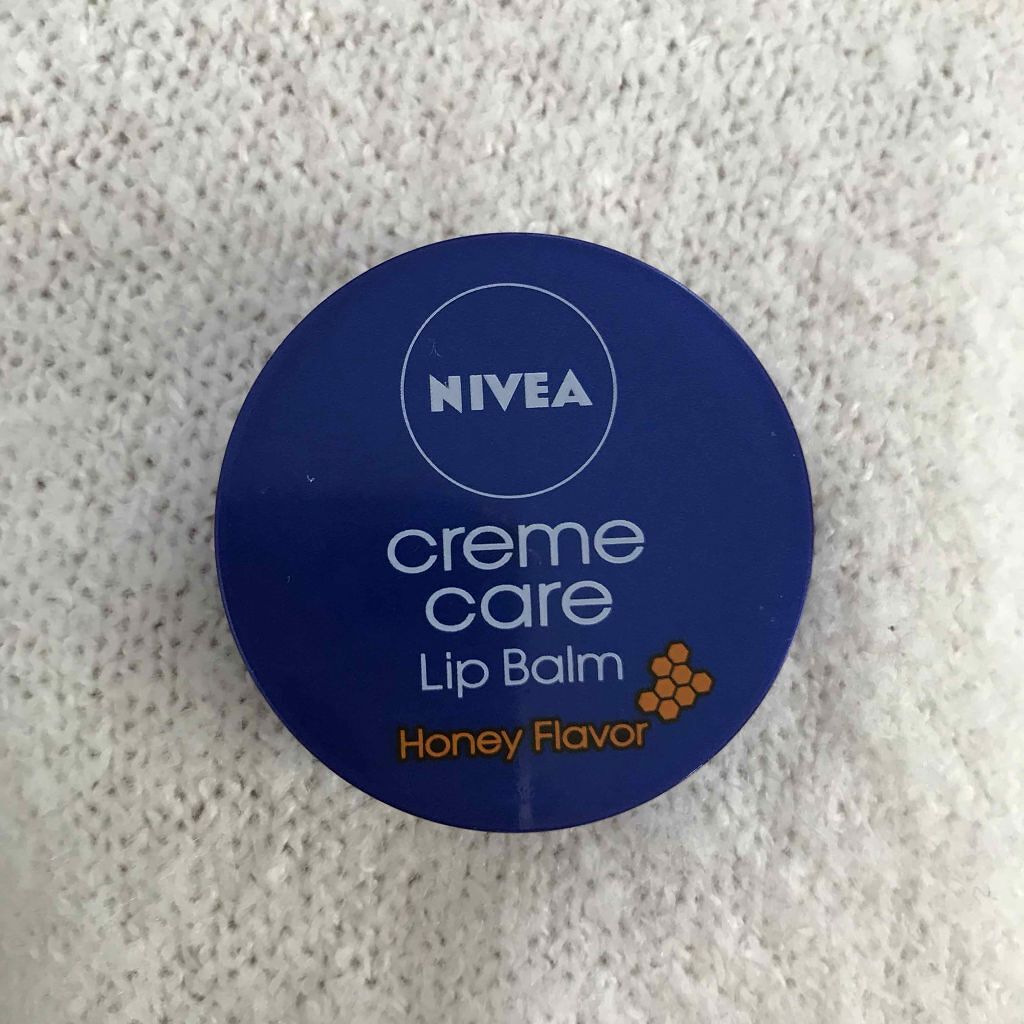 NIVEA
creme
care
Lip Balm
Honey Flavor